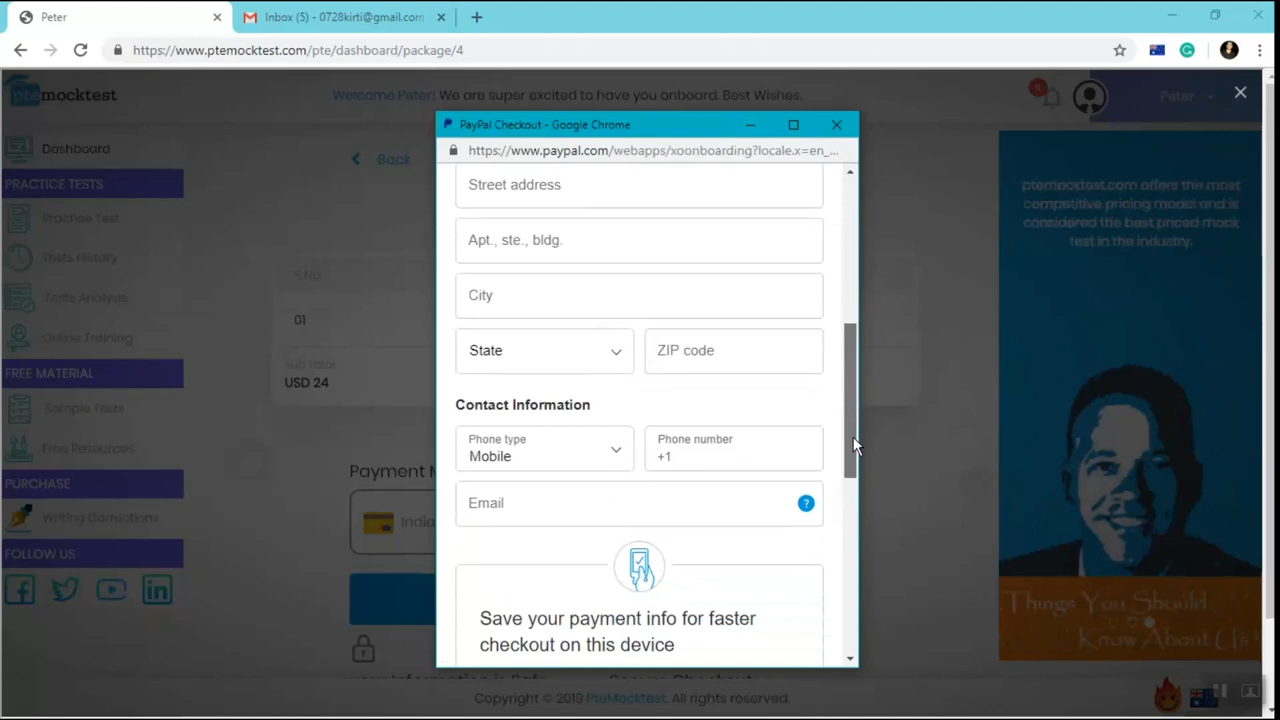 Peter
Inbox (5) - 0728kirti@gmail.com
https://www.ptemocktest.com/pte/dashboard/package/4
ptemocktest
Welcome Peter! We are super excited to have you onboard. Best Wishes.
0
Peter
Dashboard
PRACTICE TESTS
Practice Test
Tests History
Tests Analysis
Online Training
FREE MATERIAL
Sample Tests
Free Resources
PURCHASE
Writing Corrections
FOLLOW US
Back
S.No.
01
USD 24
Payment M
India
PayPal Checkout - Google Chrome
https://www.paypal.com/webapps/xoonboarding?locale.x=en_...
Street address
Apt., ste., bldg.
City
State
ZIP code
Contact Information
Phone type
Mobile
Phone number
+1
Email
?
Save your payment info for faster
checkout on this device
ptemocktest.com offers the most
competitive pricing model and is
considered the best priced mock
test in the industry.
Things You Should
Know About Us!
Copyright © 2019 PteMocktest. All rights reserved.